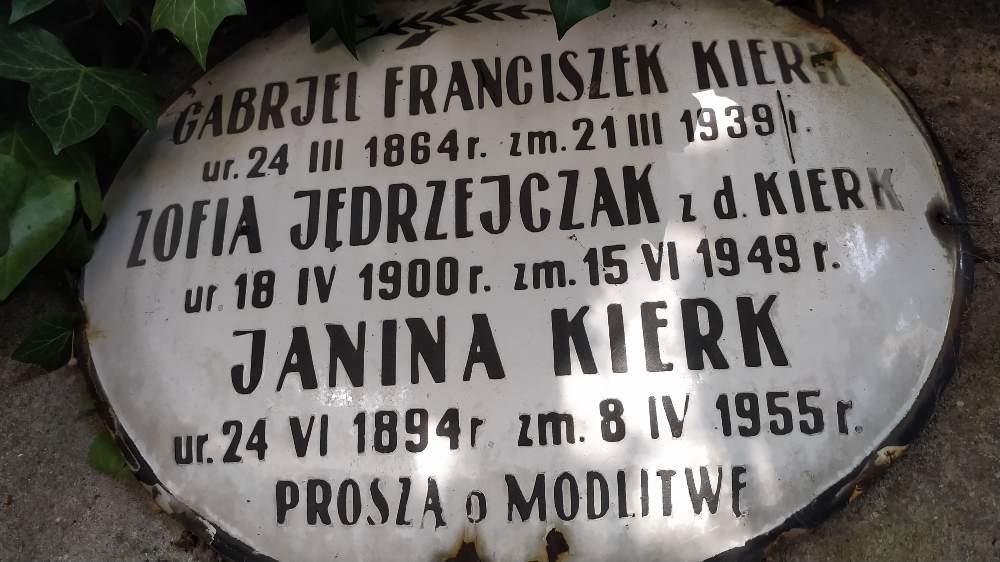 GABRJEL FRANCISZEK KIERK
ur. 24 III 1864 r. zm. 21 III 1939 r.
ZOFIA JĘDRZEJCZAK z d. KIERK
ur. 18 IV 1900 r. zm. 15 VI 1949 r.
JANINA KIERK
ur. 24 VI 1894 r zm. 8 IV 1955 r.
PROSZĄ o MODLITWĘ